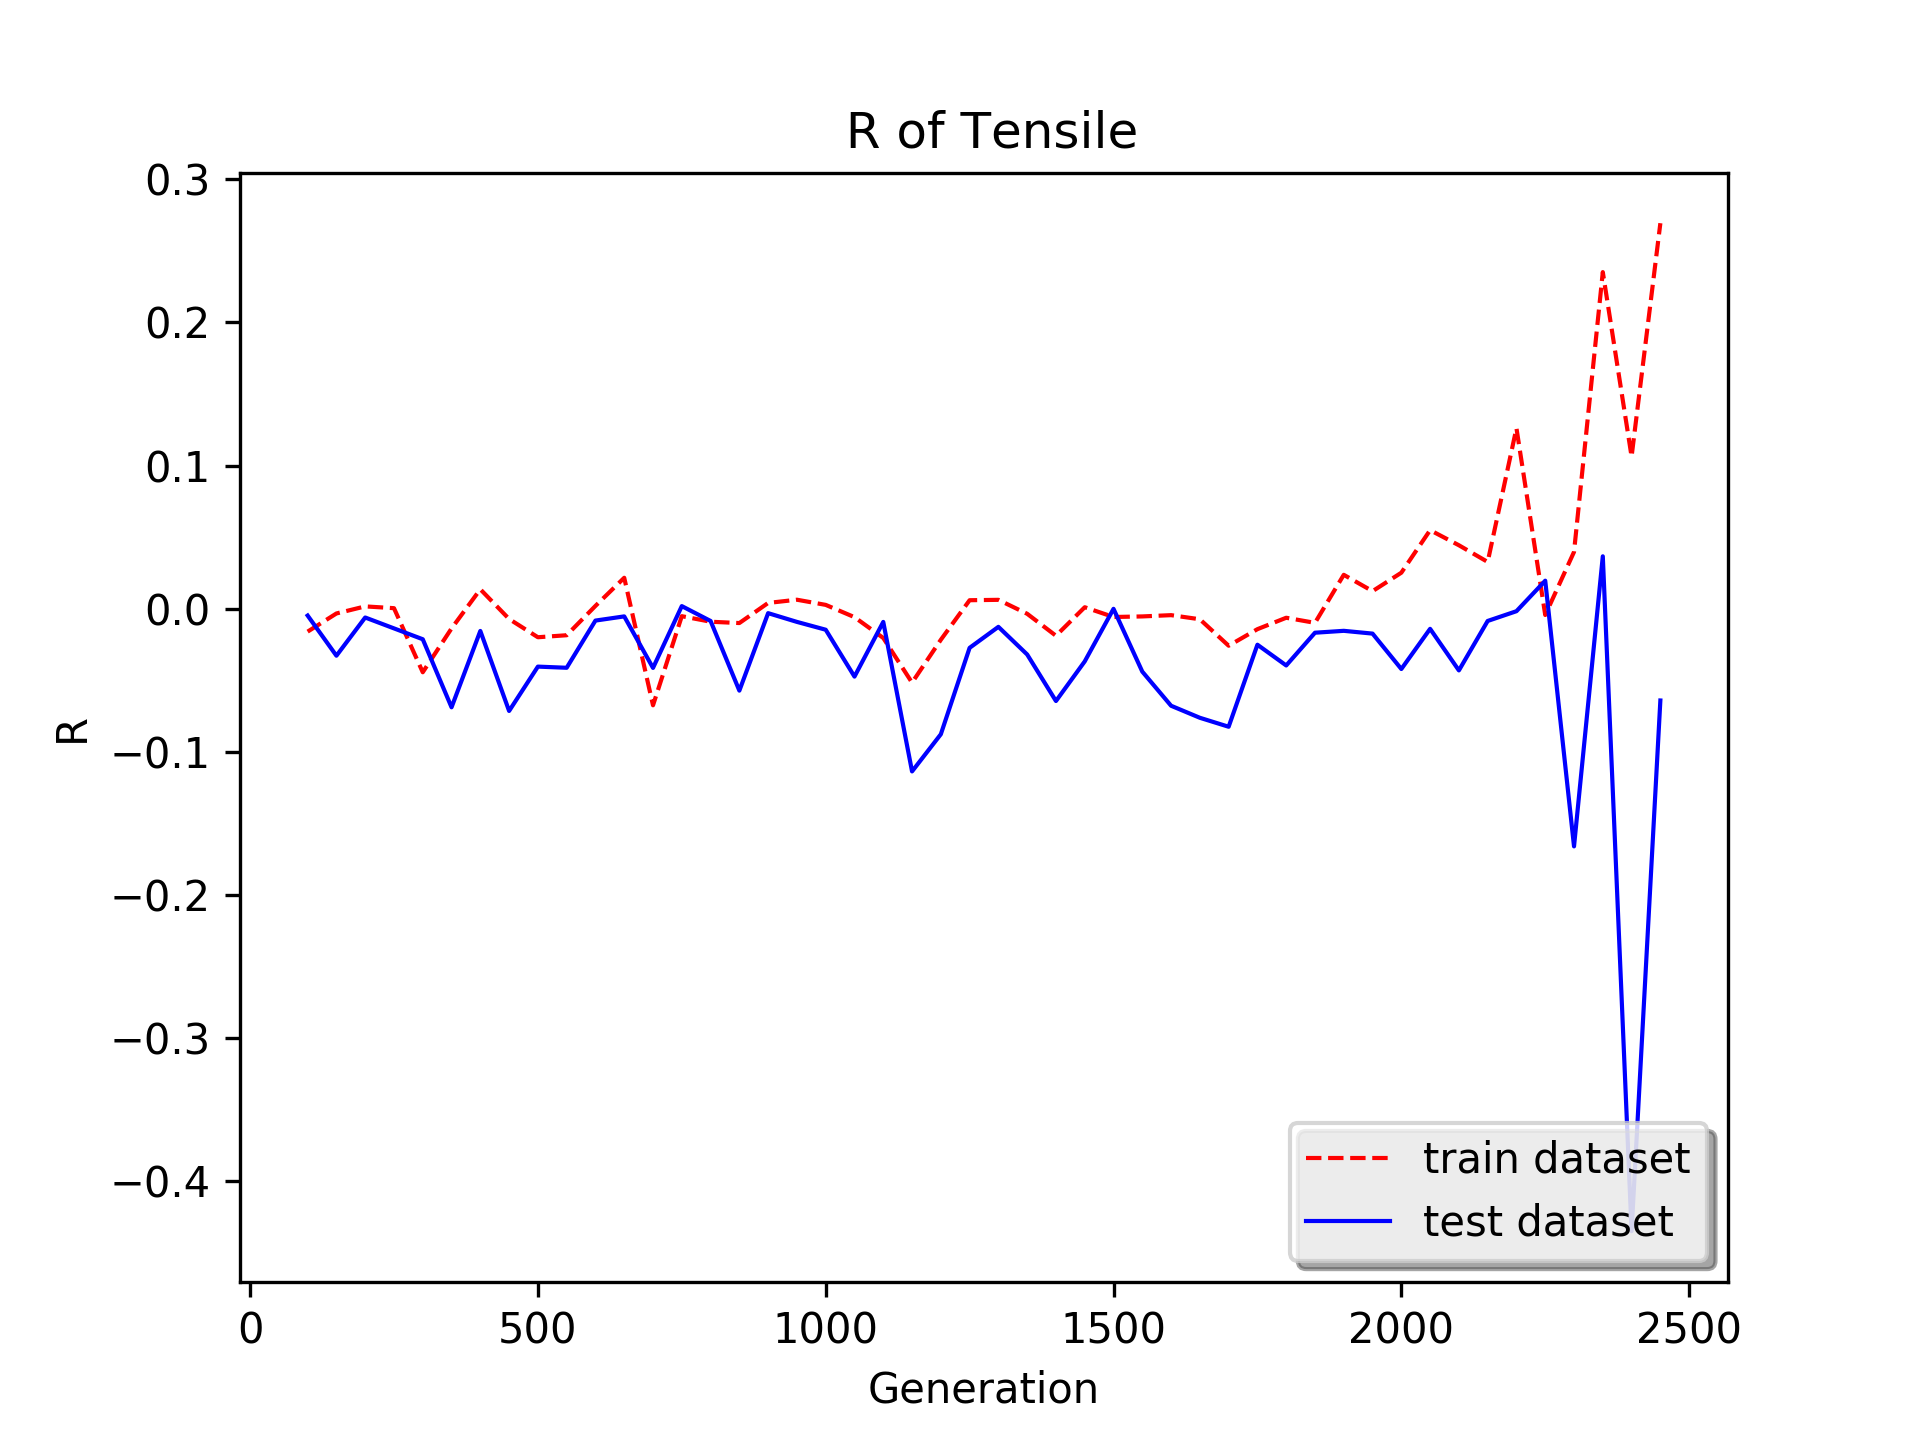 R of Tensile
0.3
0.2
0.1
0.0
−0.1
−0.2
−0.3
−0.4
R
train dataset
test dataset
0 500 1000 1500 2000 2500
Generation